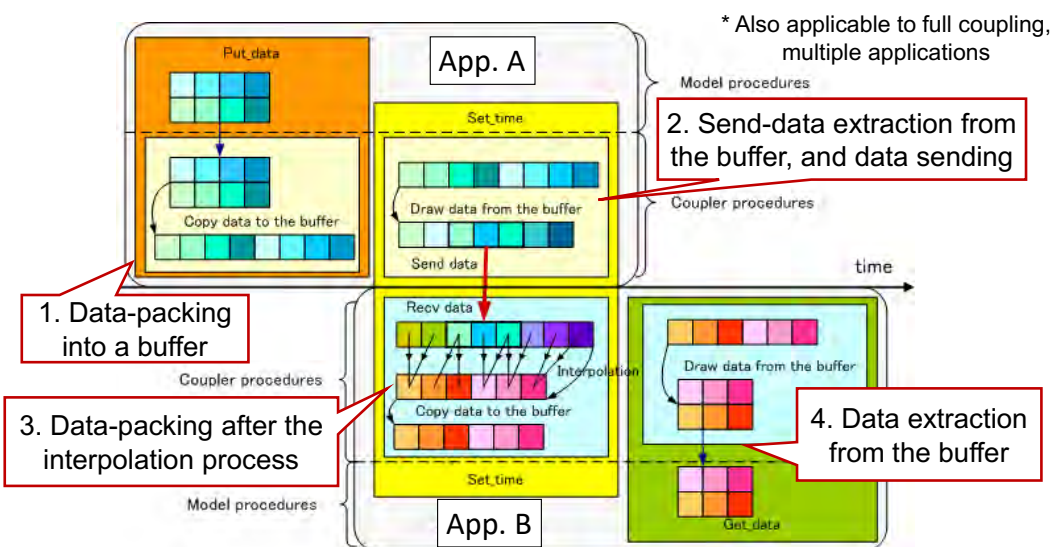 * Also applicable to full coupling,
multiple applications
Put_data
App. A
Model procedures
Set_time
2. Send-data extraction from
the buffer, and data sending
Copy data to the buffer
Draw data from the buffer
Coupler procedures
Send data
time
1. Data-packing
into a buffer
Recv data
Interpolation
Draw data from the buffer
Coupler procedures
Copy data to the buffer
3. Data-packing after the
interpolation process
4. Data extraction
from the buffer
Set_time
Model procedures
App. B
Get_data